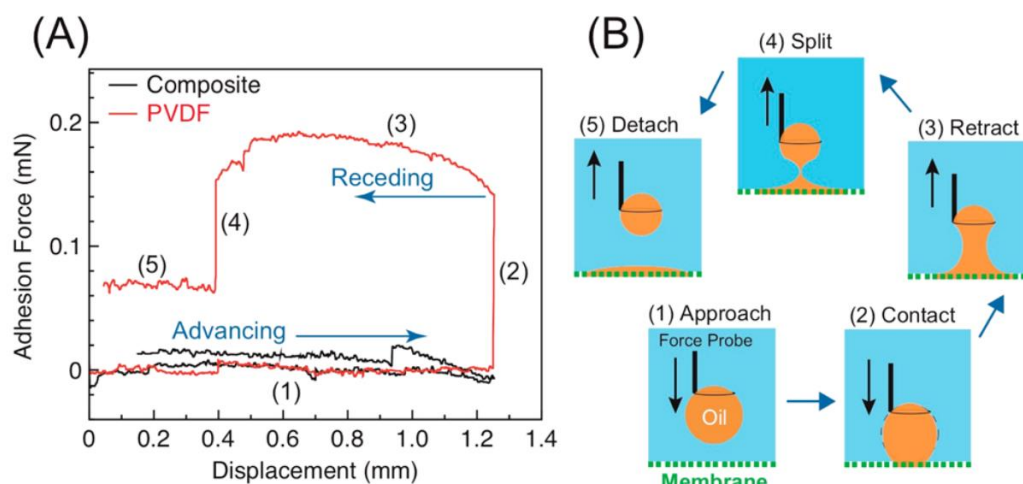 (A)
Composite
PVDF
Adhesion Force (mN)
0.2
0.1
0
(3)
Receding
(4)
(2)
(5)
Advancing
(1)
0 0.2 0.4 0.6 0.8 1.0 1.2 1.4
Displacement (mm)
(B)
(4) Split
(5) Detach
(3) Retract
(1) Approach
Force Probe
Oil
Membrane
(2) Contact